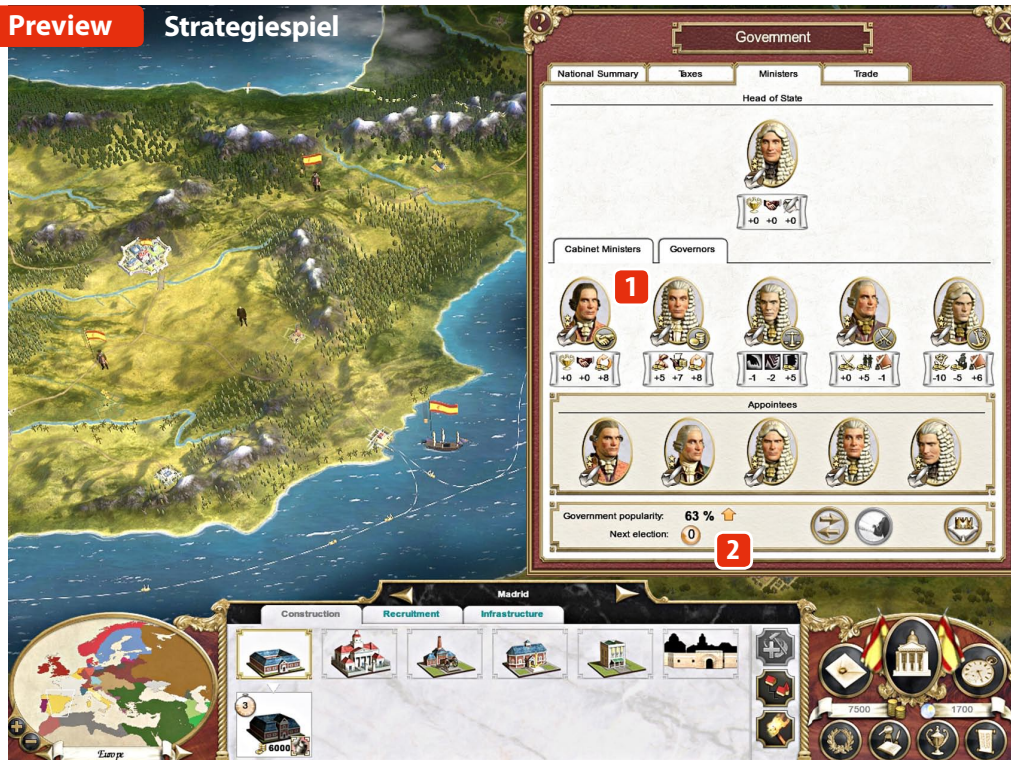 Preview Strategiespiel
?
X
Government
National Summary Taxes Ministers Trade
Head of State
+0 +0 +0
Cabinet Ministers Governors
1
+0 +0 +8
+5 +7 +8
-1 -2 +5
+0 +5 -1
-10 -5 +6
Appointees
Government popularity: 63 %
Next election: 0
2
Madrid
Construction Recruitment Infrastructure
3
6000
Europe
7500 1700